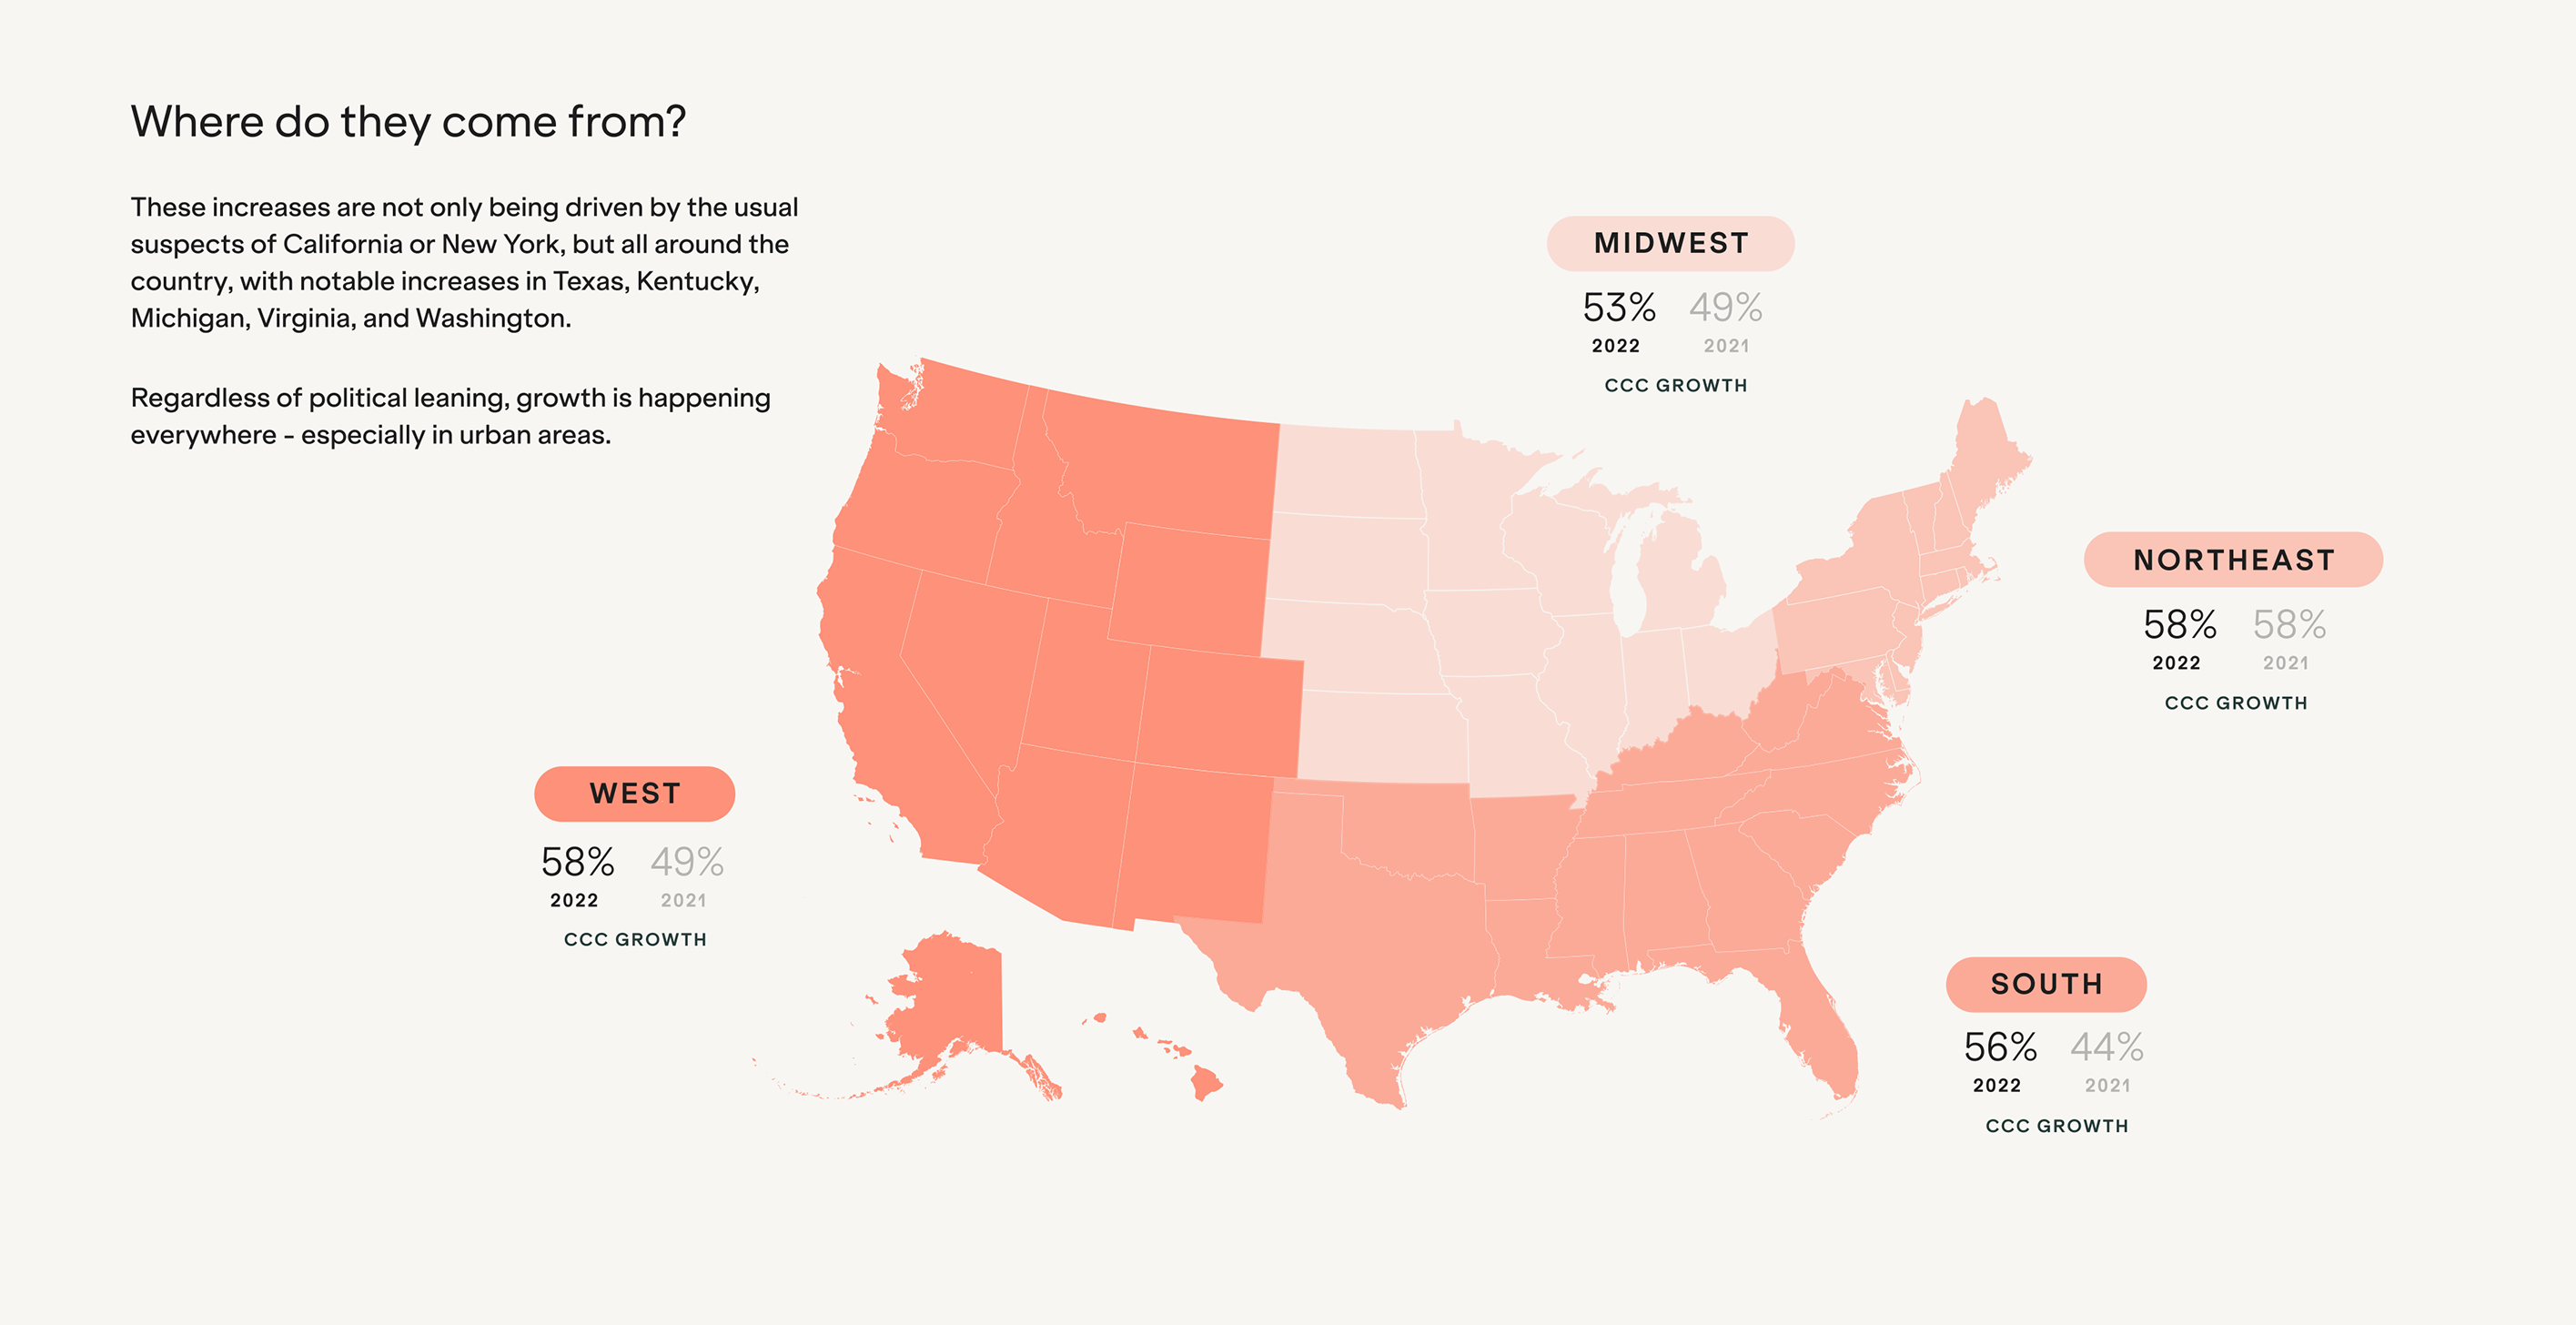 Where do they come from?
These increases are not only being driven by the usual
suspects of California or New York, but all around the
country, with notable increases in Texas, Kentucky,
Michigan, Virginia, and Washington.
Regardless of political leaning, growth is happening
everywhere - especially in urban areas.
MIDWEST
53% 49%
2022 2021
CCC GROWTH
NORTHEAST
58% 58%
2022 2021
CCC GROWTH
WEST
58% 49%
2022 2021
CCC GROWTH
SOUTH
56% 44%
2022 2021
CCC GROWTH